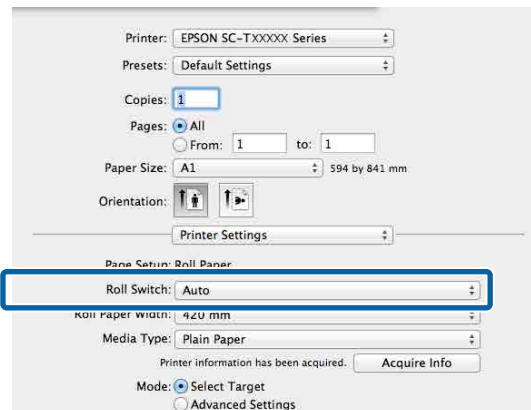 Printer: EPSON SC-TXXXXX Series
Presets: Default Settings
Copies: 1
Pages: All
From: 1 to: 1
Paper Size: A1 594 by 841 mm
Orientation:
Printer Settings
Page Setup: Roll Paper
Roll Switch: Auto
Roll Paper Width: 420 mm
Media Type: Plain Paper
Printer information has been acquired. Acquire Info
Mode: Select Target
Advanced Settings